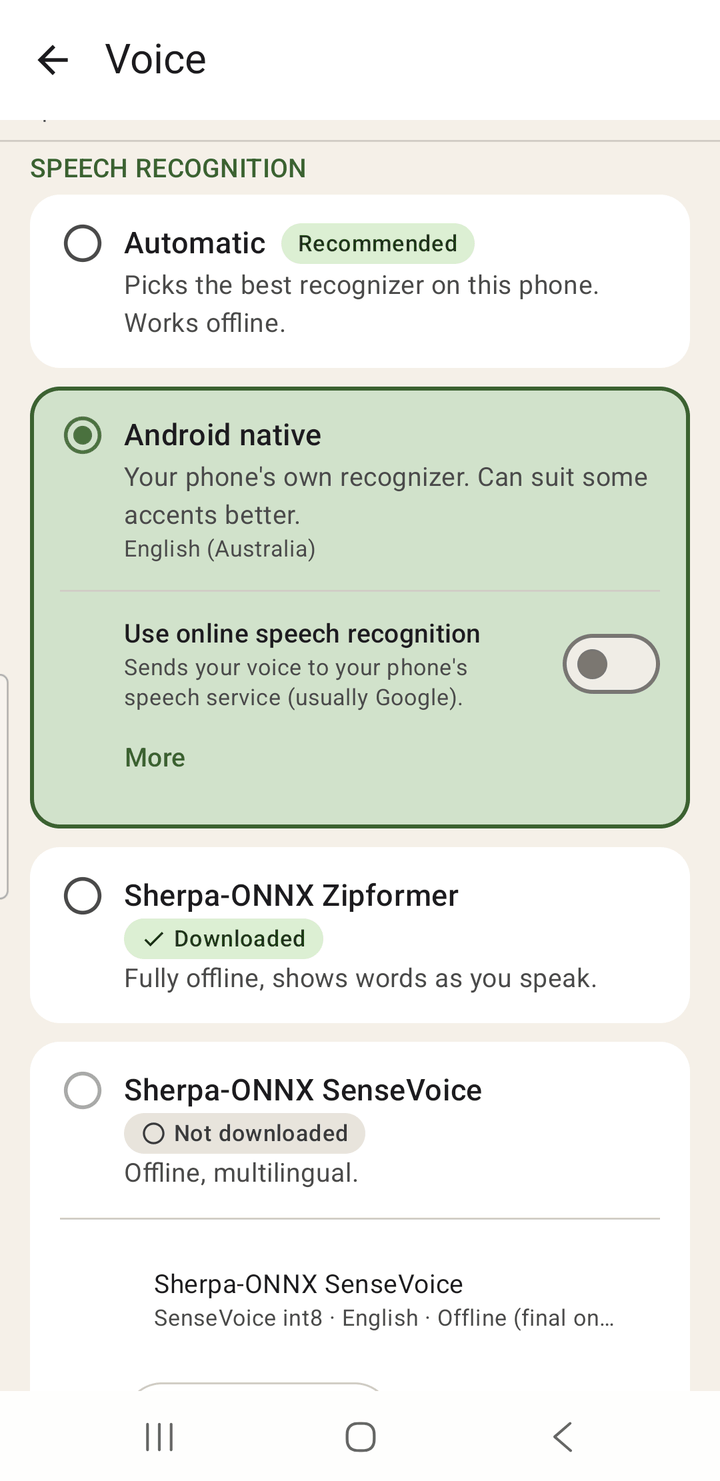 Voice
SPEECH RECOGNITION
Automatic
Recommended
Picks the best recognizer on this phone.
Works offline.
Android native
Your phone's own recognizer. Can suit some
accents better.
English (Australia)
Use online speech recognition
Sends your voice to your phone's
speech service (usually Google).
More
Sherpa-ONNX Zipformer
Downloaded
Fully offline, shows words as you speak.
Sherpa-ONNX SenseVoice
Not downloaded
Offline, multilingual.
Sherpa-ONNX SenseVoice
SenseVoice int8 · English · Offline (final on…